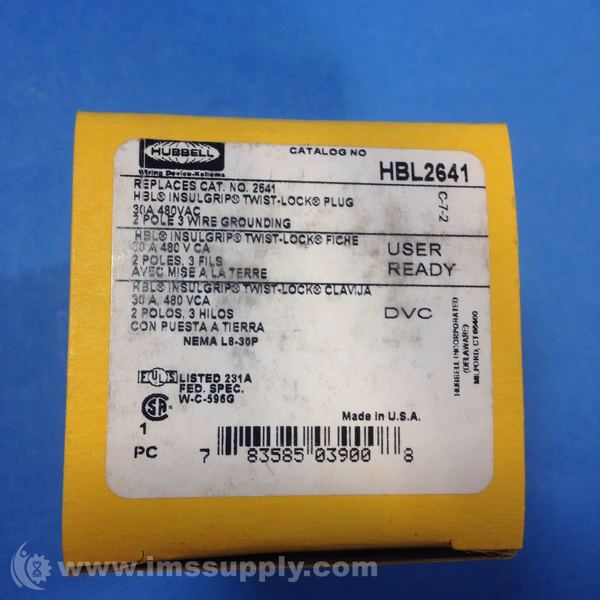 HUBBELL
Wiring Device-Kellems
CATALOG NO
HBL2641
REPLACES CAT. NO. 2641
HBL® INSULGRIP® TWIST-LOCK® PLUG
30A 480VAC
2 POLE 3 WIRE GROUNDING
C-7-2
HBL® INSULGRIP® TWIST-LOCK® FICHE
30 A 480 V CA
2 POLES, 3 FILS
AVEC MISE A LA TERRE
USER
READY
HBL® INSULGRIP® TWIST-LOCK® CLAVIJA
30 A, 480 VCA
2 POLOS, 3 HILOS
CON PUESTA A TIERRA
DVC
NEMA L8-30P
HUBBELL INCORPORATED
(DELAWARE)
MILFORD, CT 06460
LISTED 231A
FED. SPEC.
W-C-596G
Made in U.S.A.
1
PC
7 83585 03900 8
www.imssupply.com